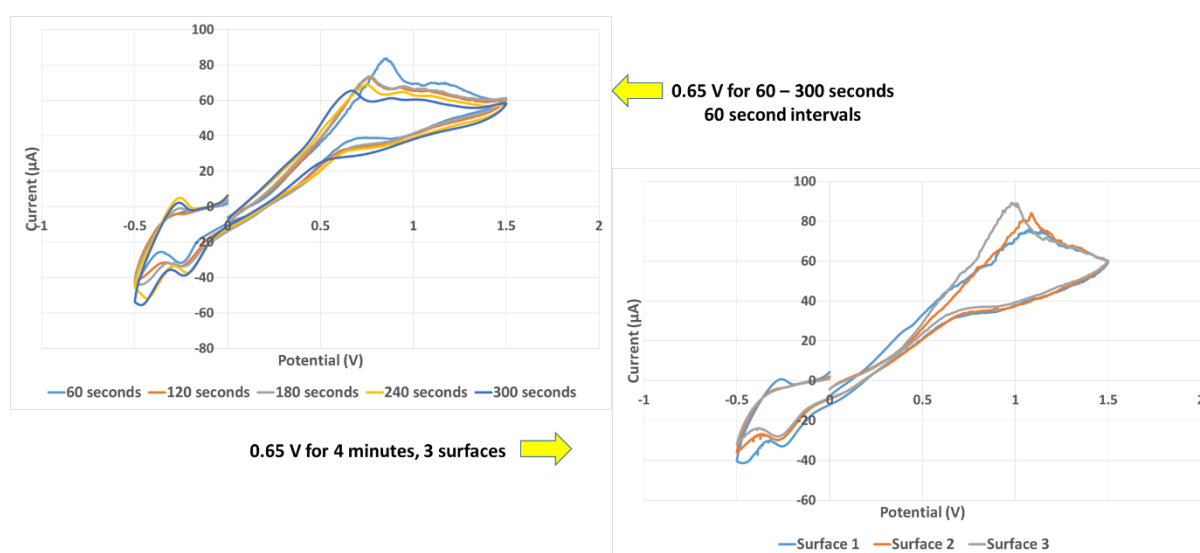 100
80
60
40
20
0
-20
-40
-60
-80
-1
-0.5
0
0.5
1
1.5
2
Current (µA)
Potential (V)
60 seconds
120 seconds
180 seconds
240 seconds
300 seconds
0.65 V for 60 – 300 seconds
60 second intervals
0.65 V for 4 minutes, 3 surfaces
100
80
60
40
20
0
-20
-40
-60
-1
-0.5
0
0.5
1
1.5
2
Current (µA)
Potential (V)
Surface 1
Surface 2
Surface 3